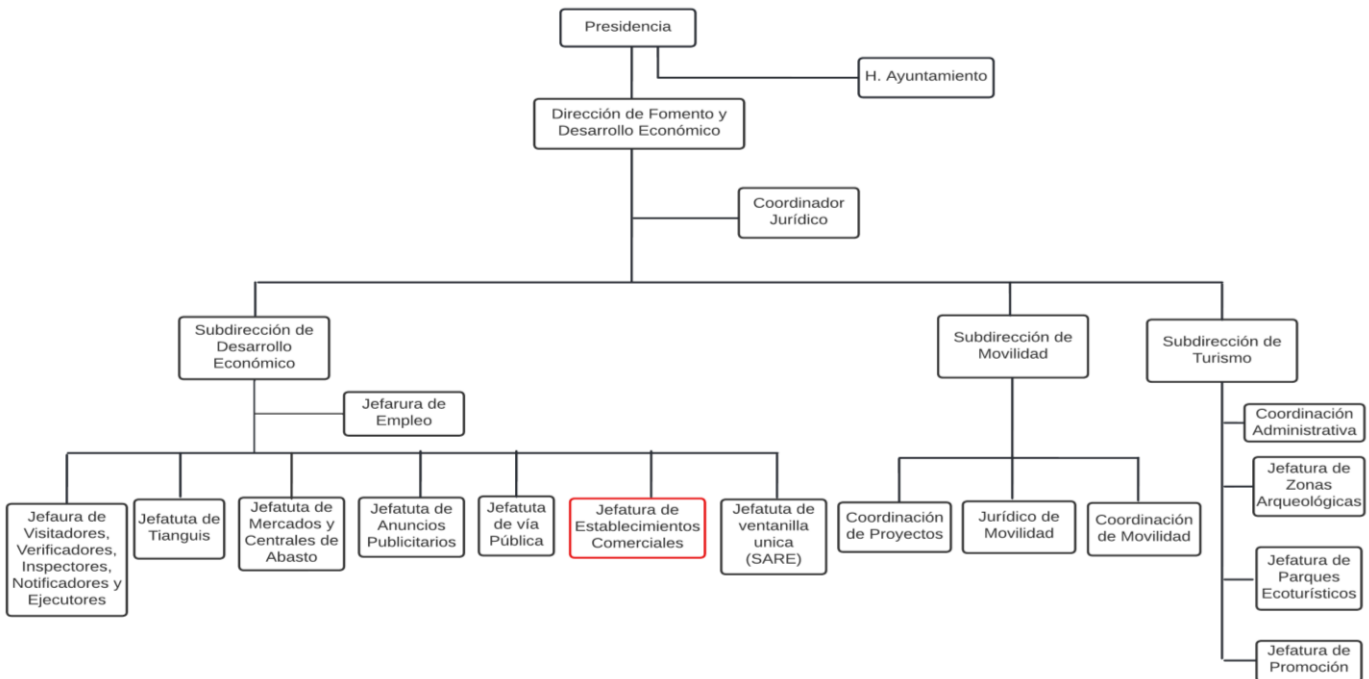 Presidencia
H. Ayuntamiento
Dirección de Fomento y
Desarrollo Económico
Coordinador
Jurídico
Subdirección de
Desarrollo
Económico
Subdirección de
Movilidad
Subdirección de
Turismo
Jefarura de
Empleo
Jefaura de
Visitadores,
Verificadores,
Inspectores,
Notificadores y
Ejecutores
Jefatuta de
Tianguis
Jefatuta de
Mercados y
Centrales de
Abasto
Jefatuta de
Anuncios
Publicitarios
Jefatuta
de vía
Pública
Jefatura de
Establecimientos
Comerciales
Jefatuta de
ventanilla
unica
(SARE)
Coordinación
de Proyectos
Jurídico de
Movilidad
Coordinación
de Movilidad
Coordinación
Administrativa
Jefatura de
Zonas
Arqueológicas
Jefatura de
Parques
Ecoturísticos
Jefatura de
Promoción